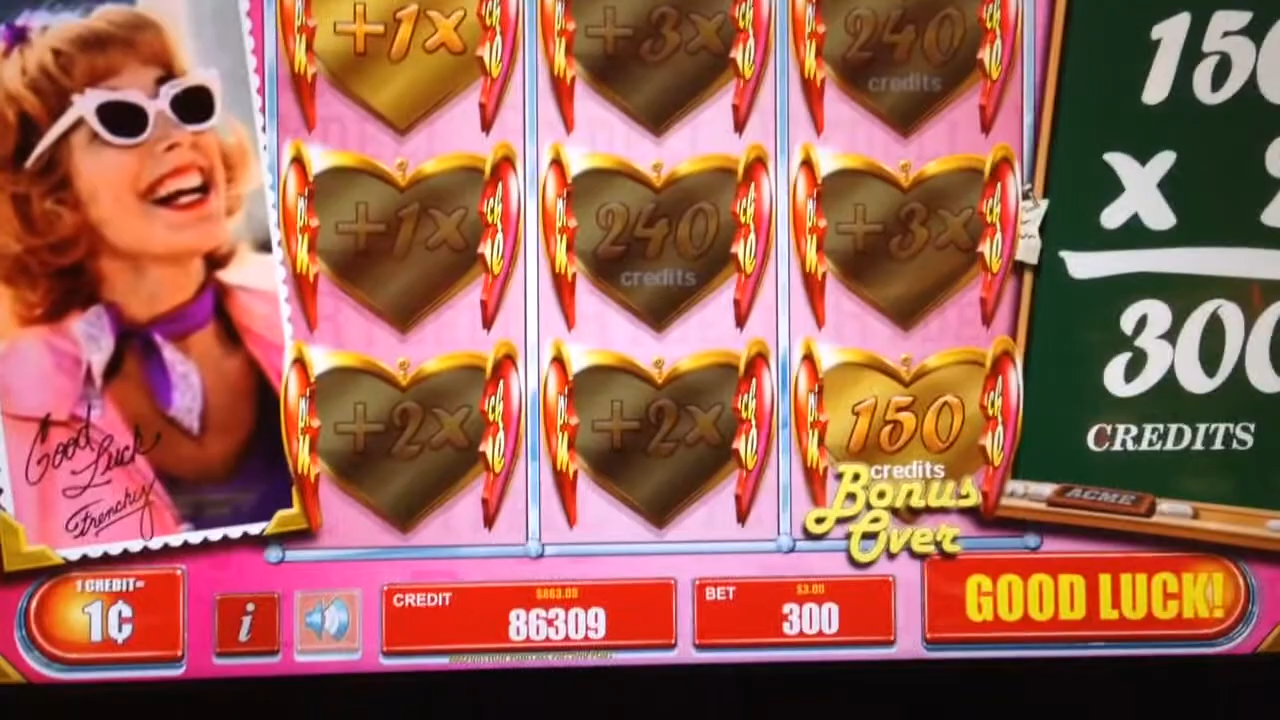 +1x
+3x
240
credits
150
x 2
300
CREDITS
ACME
+1x
240
credits
+3x
+2x
+2x
150
credits
Bonus
Over
Good
Luck
Frenchy
1 CREDIT=
1¢
i
CREDIT
$863.09
86309
BET
$3.00
300
GOOD LUCK!